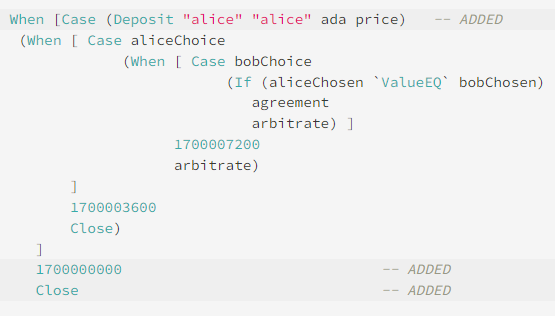 When [Case (Deposit "alice" "alice" ada price)   -- ADDED
 (When [ Case aliceChoice
             (When [ Case bobChoice
                         (If (aliceChosen `ValueEQ` bobChosen)
                            agreement
                            arbitrate) ]
                   1700007200
                   arbitrate)
       ]
       1700003600
       Close)
   ]
   1700000000                               -- ADDED
   Close                                    -- ADDED